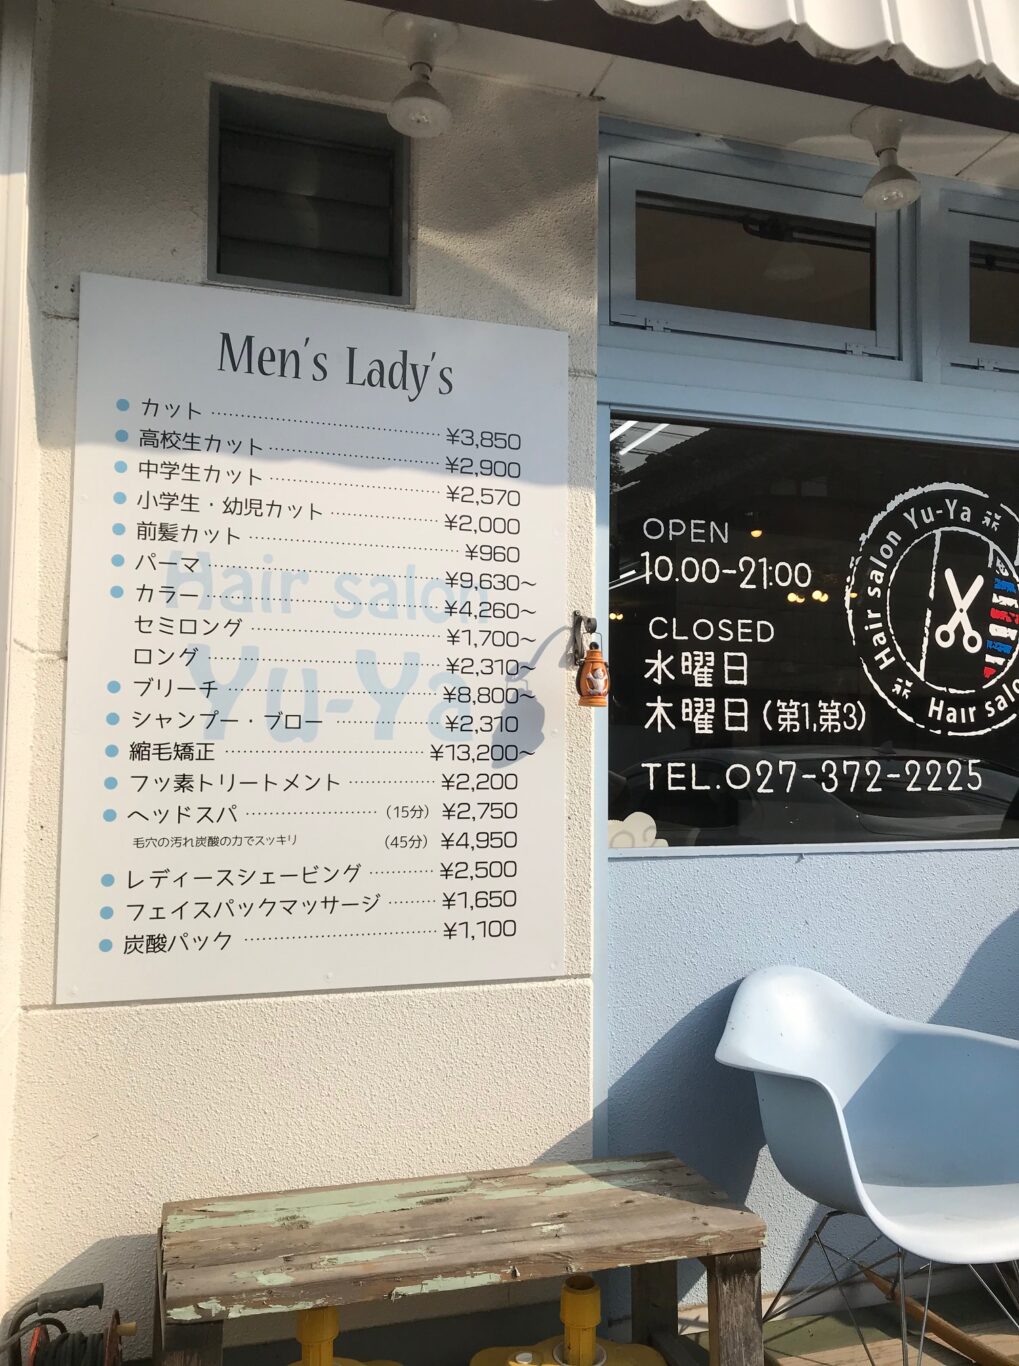 Men's Lady's
カット ¥3,850
高校生カット ¥2,900
中学生カット ¥2,570
小学生・幼児カット ¥2,000
前髪カット ¥960
パーマ ¥9,630〜
カラー ¥4,260〜
セミロング ¥1,700〜
ロング ¥2,310〜
ブリーチ ¥8,800〜
シャンプー・ブロー ¥2,310
縮毛矯正 ¥13,200〜
フッ素トリートメント ¥2,200
ヘッドスパ (15分) ¥2,750
毛穴の汚れ炭酸の力でスッキリ (45分) ¥4,950
レディースシェービング ¥2,500
フェイスパックマッサージ ¥1,650
炭酸パック ¥1,100
Hair salon
Yu-Ya
OPEN
10.00-21:00
CLOSED
水曜日
木曜日(第1,第3)
TEL.027-372-2225
Hair salon Yu-Ya